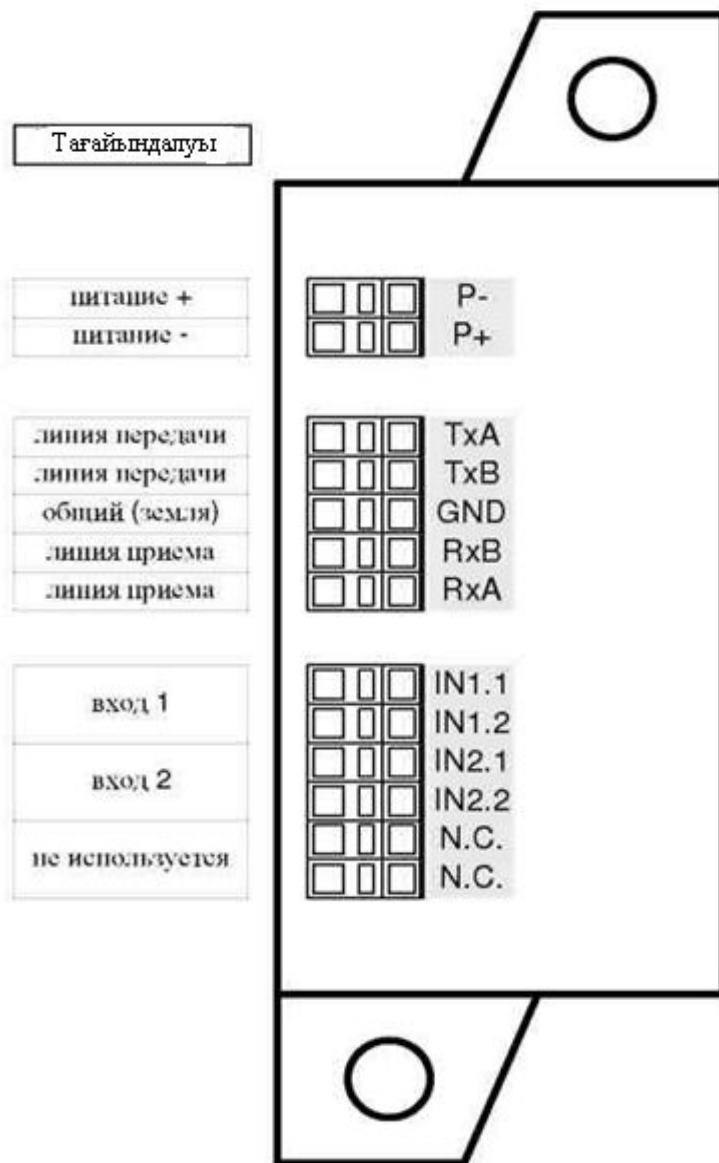 Тағайындалуы
питание + P-
питание - P+
линия передачи TxA
линия передачи TxB
общий (земля) GND
линия приема RxB
линия приема RxA
вход 1
IN1.1
IN1.2
вход 2
IN2.1
IN2.2
не используется
N.C.
N.C.